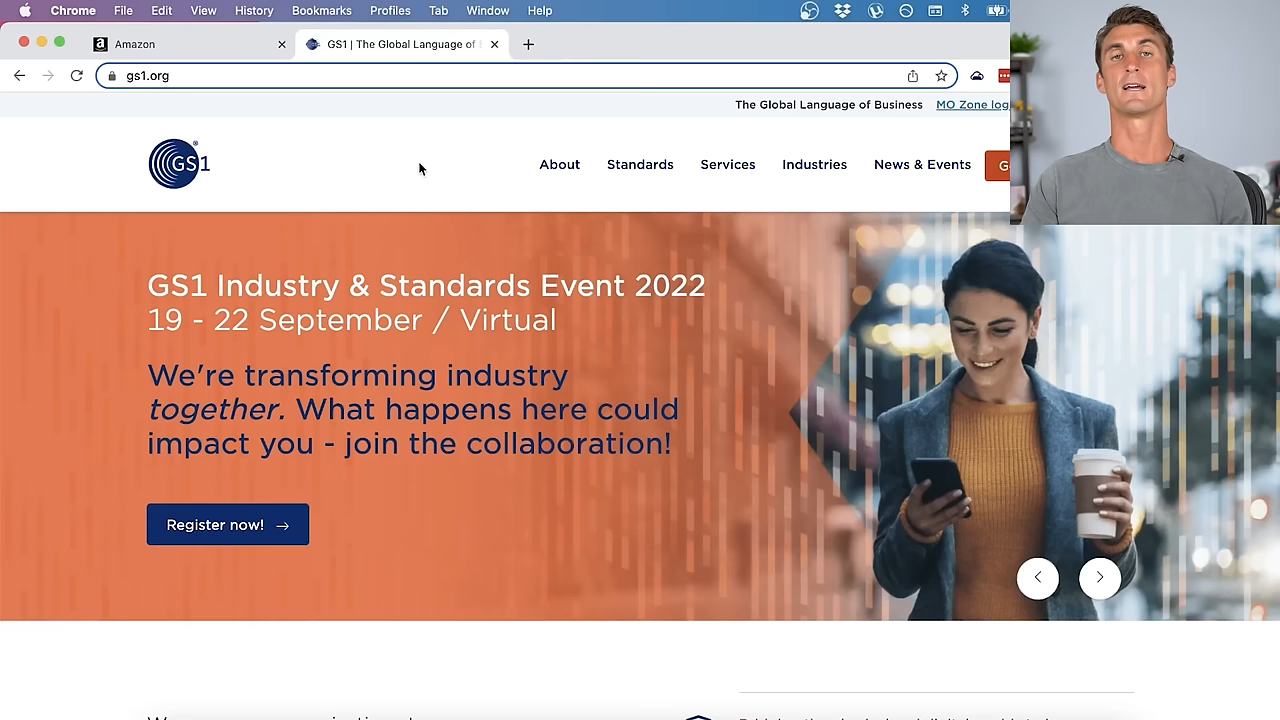 Chrome File Edit View History Bookmarks Profiles Tab Window Help
a Amazon
GS1 | The Global Language of
gs1.org
The Global Language of Business MO Zone log
GS1
About Standards Services Industries News & Events G
GS1 Industry & Standards Event 2022
19 - 22 September / Virtual
We're transforming industry
together. What happens here could
impact you - join the collaboration!
Register now!